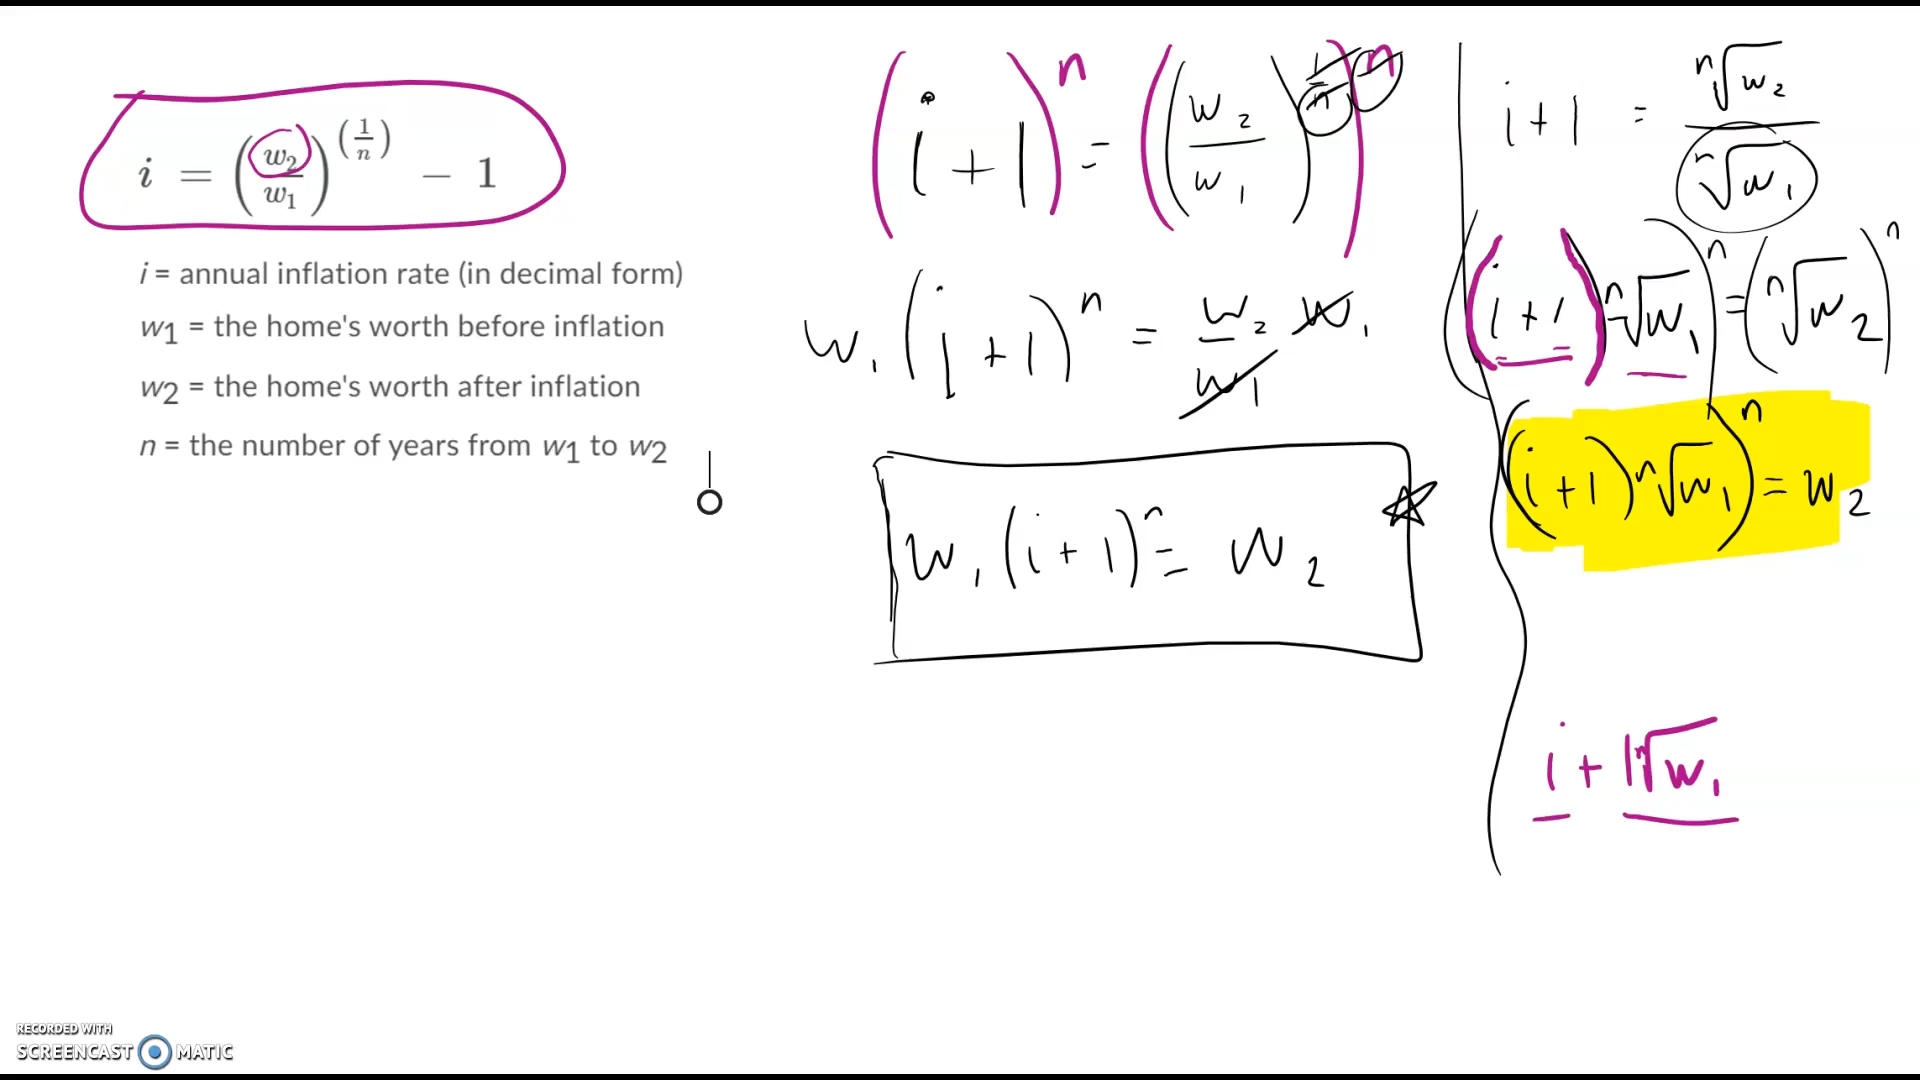 i = (w2/w1)^(1/n) − 1
i = annual inflation rate (in decimal form)
w1 = the home's worth before inflation
w2 = the home's worth after inflation
n = the number of years from w1 to w2
(i + 1)^n = ((w2/w1)^(1/n))^n
w1 (i + 1)^n = w2/w1 w1
w1 (i + 1)^n = w2
i + 1 = ⁿ√w2 / ⁿ√w1
((i + 1) ⁿ√w1)^n = (ⁿ√w2)^n
((i + 1) ⁿ√w1)^n = w2
i + 1ⁿ√w1
RECORDED WITH
SCREENCAST MATIC